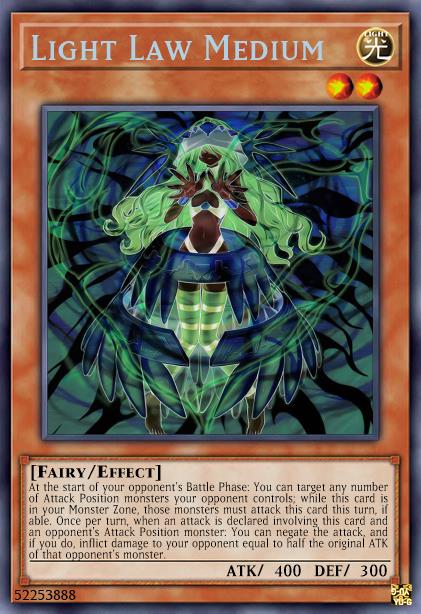 LIGHT LAW MEDIUM
LIGHT
光
[FAIRY/EFFECT]
At the start of your opponent's Battle Phase: You can target any number
of Attack Position monsters your opponent controls; while this card is
in your Monster Zone, those monsters must attack this card this turn, if
able. Once per turn, when an attack is declared involving this card and
an opponent's Attack Position monster: You can negate the attack, and
if you do, inflict damage to your opponent equal to half the original ATK
of that opponent's monster.
ATK/ 400 DEF/ 300
52253888